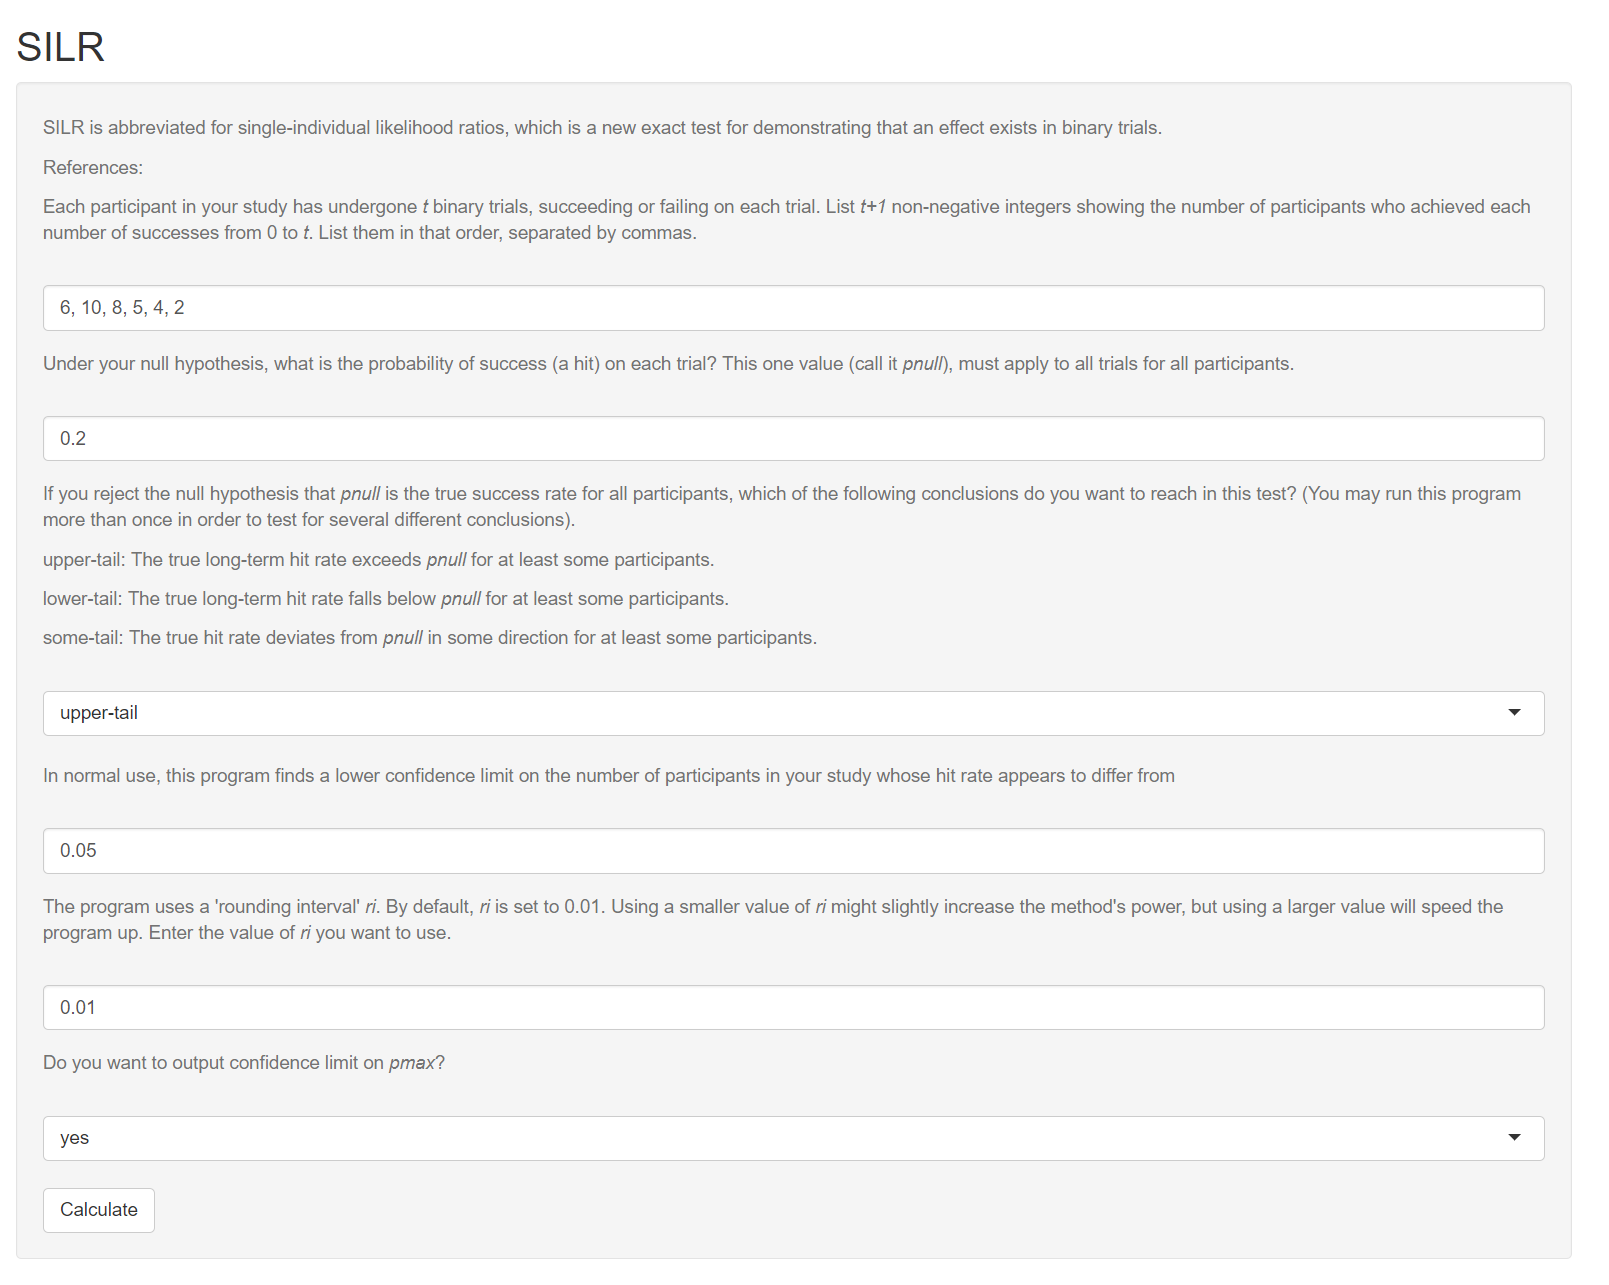 SILR
SILR is abbreviated for single-individual likelihood ratios, which is a new exact test for demonstrating that an effect exists in binary trials.
References:
Each participant in your study has undergone t binary trials, succeeding or failing on each trial. List t+1 non-negative integers showing the number of participants who achieved each
number of successes from 0 to t. List them in that order, separated by commas.
6, 10, 8, 5, 4, 2
Under your null hypothesis, what is the probability of success (a hit) on each trial? This one value (call it pnull), must apply to all trials for all participants.
0.2
If you reject the null hypothesis that pnull is the true success rate for all participants, which of the following conclusions do you want to reach in this test? (You may run this program
more than once in order to test for several different conclusions).
upper-tail: The true long-term hit rate exceeds pnull for at least some participants.
lower-tail: The true long-term hit rate falls below pnull for at least some participants.
some-tail: The true hit rate deviates from pnull in some direction for at least some participants.
upper-tail
In normal use, this program finds a lower confidence limit on the number of participants in your study whose hit rate appears to differ from
0.05
The program uses a 'rounding interval' ri. By default, ri is set to 0.01. Using a smaller value of ri might slightly increase the method's power, but using a larger value will speed the
program up. Enter the value of ri you want to use.
0.01
Do you want to output confidence limit on pmax?
yes
Calculate